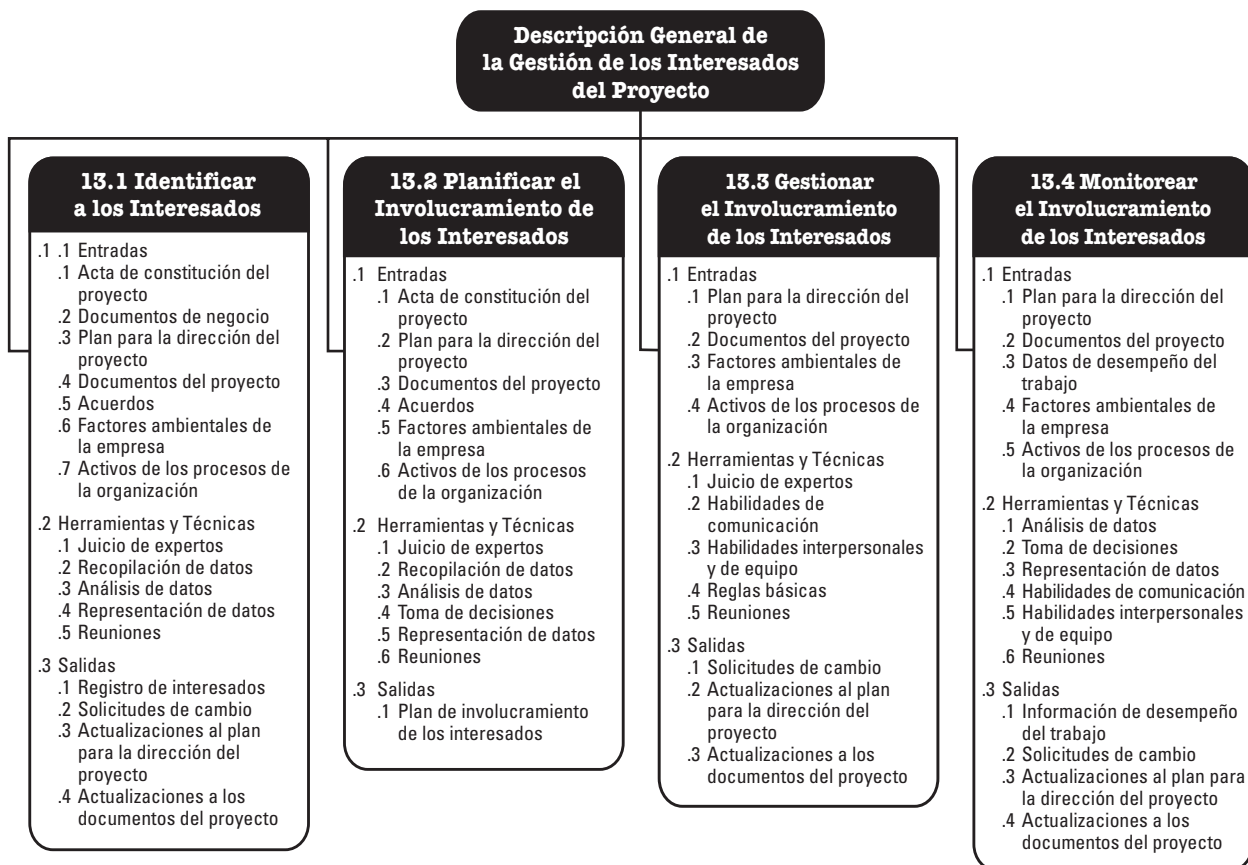 Descripción General de
la Gestión de los Interesados
del Proyecto
13.1 Identificar
a los Interesados
.1 .1 Entradas
.1 Acta de constitución del
proyecto
.2 Documentos de negocio
.3 Plan para la dirección del
proyecto
.4 Documentos del proyecto
.5 Acuerdos
.6 Factores ambientales de
la empresa
.7 Activos de los procesos de
la organización
.2 Herramientas y Técnicas
.1 Juicio de expertos
.2 Recopilación de datos
.3 Análisis de datos
.4 Representación de datos
.5 Reuniones
.3 Salidas
.1 Registro de interesados
.2 Solicitudes de cambio
.3 Actualizaciones al plan
para la dirección del
proyecto
.4 Actualizaciones a los
documentos del proyecto
13.2 Planificar el
Involucramiento de
los Interesados
.1 Entradas
.1 Acta de constitución del
proyecto
.2 Plan para la dirección del
proyecto
.3 Documentos del proyecto
.4 Acuerdos
.5 Factores ambientales de
la empresa
.6 Activos de los procesos
de la organización
.2 Herramientas y Técnicas
.1 Juicio de expertos
.2 Recopilación de datos
.3 Análisis de datos
.4 Toma de decisiones
.5 Representación de datos
.6 Reuniones
.3 Salidas
.1 Plan de involucramiento
de los interesados
13.3 Gestionar
el Involucramiento
de los Interesados
.1 Entradas
.1 Plan para la dirección del
proyecto
.2 Documentos del proyecto
.3 Factores ambientales de
la empresa
.4 Activos de los procesos de
la organización
.2 Herramientas y Técnicas
.1 Juicio de expertos
.2 Habilidades de
comunicación
.3 Habilidades interpersonales
y de equipo
.4 Reglas básicas
.5 Reuniones
.3 Salidas
.1 Solicitudes de cambio
.2 Actualizaciones al plan
para la dirección del
proyecto
.3 Actualizaciones a los
documentos del proyecto
13.4 Monitorear
el Involucramiento
de los Interesados
.1 Entradas
.1 Plan para la dirección del
proyecto
.2 Documentos del proyecto
.3 Datos de desempeño del
trabajo
.4 Factores ambientales de
la empresa
.5 Activos de los procesos de
la organización
.2 Herramientas y Técnicas
.1 Análisis de datos
.2 Toma de decisiones
.3 Representación de datos
.4 Habilidades de comunicación
.5 Habilidades interpersonales
y de equipo
.6 Reuniones
.3 Salidas
.1 Información de desempeño
del trabajo
.2 Solicitudes de cambio
.3 Actualizaciones al plan para
la dirección del proyecto
.4 Actualizaciones a los
documentos del proyecto